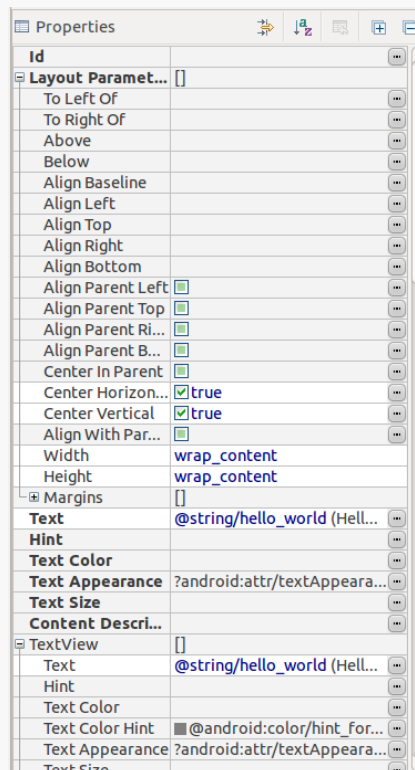 Properties
Id
Layout Paramet... []
To Left Of
To Right Of
Above
Below
Align Baseline
Align Left
Align Top
Align Right
Align Bottom
Align Parent Left
Align Parent Top
Align Parent Ri...
Align Parent B...
Center In Parent
Center Horizon... true
Center Vertical true
Align With Par...
Width wrap_content
Height wrap_content
Margins []
Text @string/hello_world (Hell...
Hint
Text Color
Text Appearance ?android:attr/textAppeara...
Text Size
Content Descri...
TextView []
Text @string/hello_world (Hell...
Hint
Text Color
Text Color Hint @android:color/hint_for...
Text Appearance ?android:attr/textAppeara...
Text Size